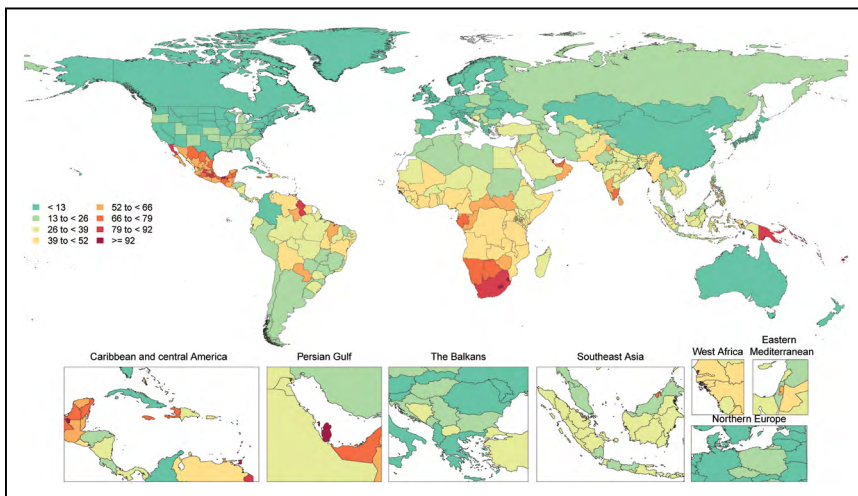 < 13
13 to < 26
26 to < 39
39 to < 52
52 to < 66
66 to < 79
79 to < 92
>= 92
Caribbean and central America
Persian Gulf
The Balkans
Southeast Asia
West Africa
Eastern
Mediterranean
Northern Europe